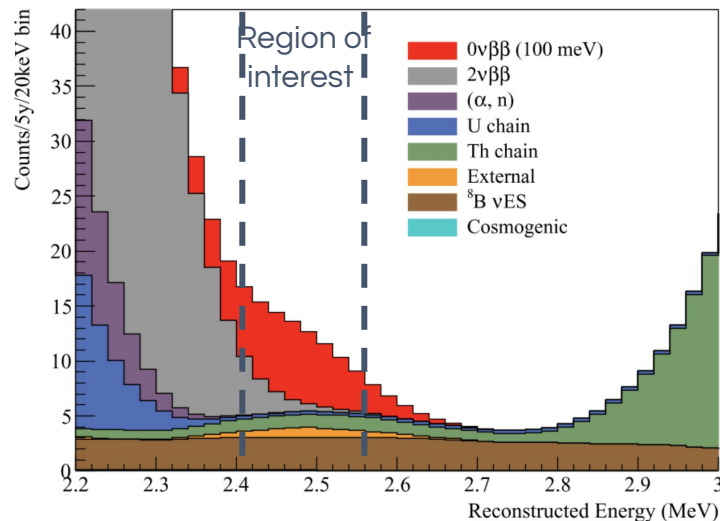 Region of
interest
Counts/5y/20keV bin
40
35
30
25
20
15
10
5
0
0νββ (100 meV)
2νββ
(α, n)
U chain
Th chain
External
⁸B νES
Cosmogenic
2.2 2.3 2.4 2.5 2.6 2.7 2.8 2.9 3
Reconstructed Energy (MeV)